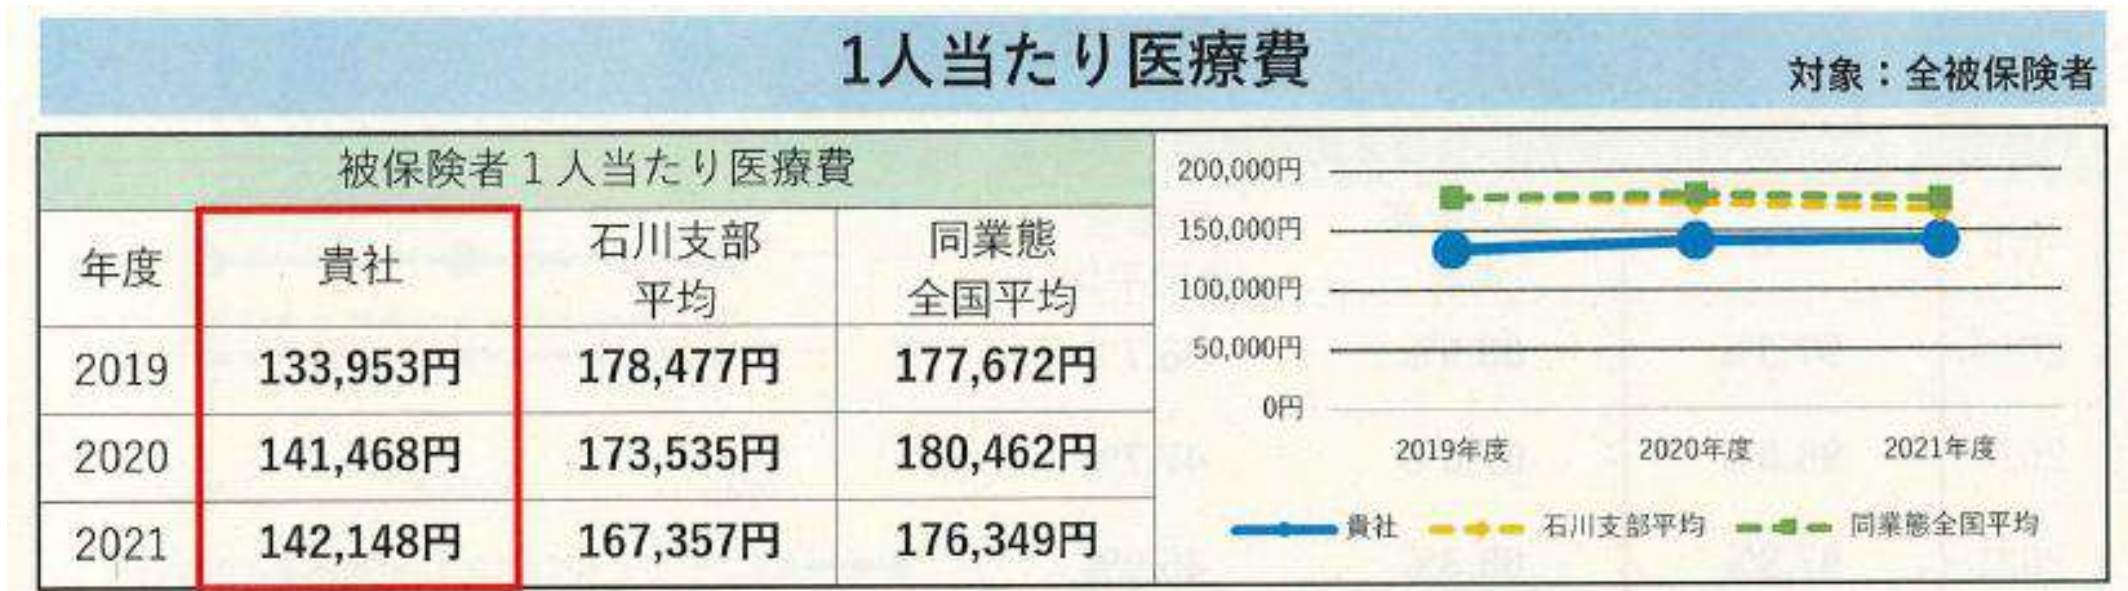 1人当たり医療費
対象：全被保険者
被保険者1人当たり医療費
年度 貴社 石川支部平均 同業態全国平均
2019 133,953円 178,477円 177,672円
2020 141,468円 173,535円 180,462円
2021 142,148円 167,357円 176,349円
200,000円
150,000円
100,000円
50,000円
0円
2019年度 2020年度 2021年度
貴社 石川支部平均 同業態全国平均